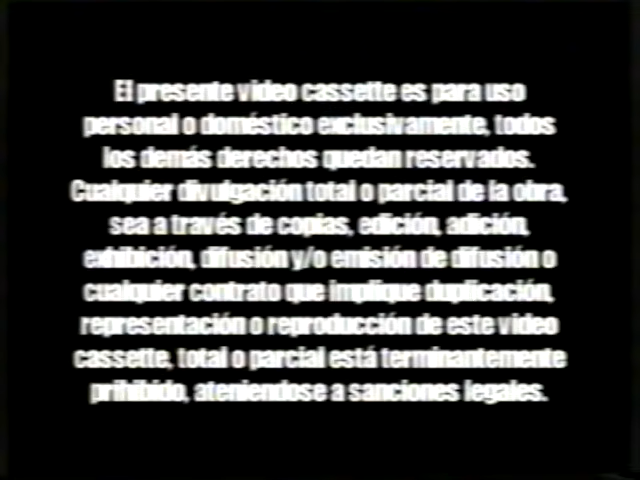 El presente video cassette es para uso
personal o doméstico exclusivamente, todos
los demás derechos quedan reservados.
Cualquier divulgación total o parcial de la obra,
sea a través de copias, edición, adición,
exhibición, difusión y/o emisión de difusión o
cualquier contrato que implique duplicación,
representación o reproducción de este video
cassette, total o parcial está terminantemente
prihibido, ateniendose a sanciones legales.